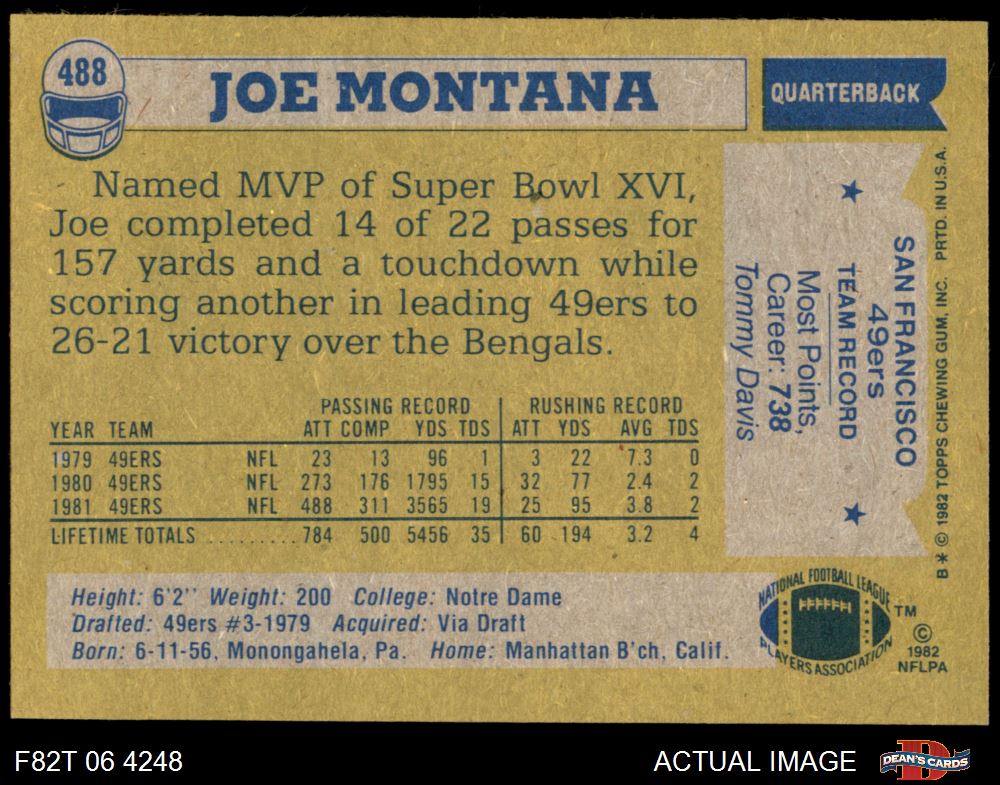 488
JOE MONTANA
QUARTERBACK
Named MVP of Super Bowl XVI,
Joe completed 14 of 22 passes for
157 yards and a touchdown while
scoring another in leading 49ers to
26-21 victory over the Bengals.
PASSING RECORD RUSHING RECORD
YEAR TEAM ATT COMP YDS TDS ATT YDS AVG TDS
1979 49ERS NFL 23 13 96 1 3 22 7.3 0
1980 49ERS NFL 273 176 1795 15 32 77 2.4 2
1981 49ERS NFL 488 311 3565 19 25 95 3.8 2
LIFETIME TOTALS ......... 784 500 5456 35 60 194 3.2 4
Height: 6'2" Weight: 200 College: Notre Dame
Drafted: 49ers #3-1979 Acquired: Via Draft
Born: 6-11-56, Monongahela, Pa. Home: Manhattan B'ch, Calif.
SAN FRANCISCO
49ers
TEAM RECORD
Most Points,
Career: 738
Tommy Davis
B* © 1982 TOPPS CHEWING GUM, INC. PRTD. IN U.S.A.
NATIONAL FOOTBALL LEAGUE
PLAYERS ASSOCIATION
TM
©
1982
NFLPA
F82T 06 4248
ACTUAL IMAGE
D
DEAN'S CARDS